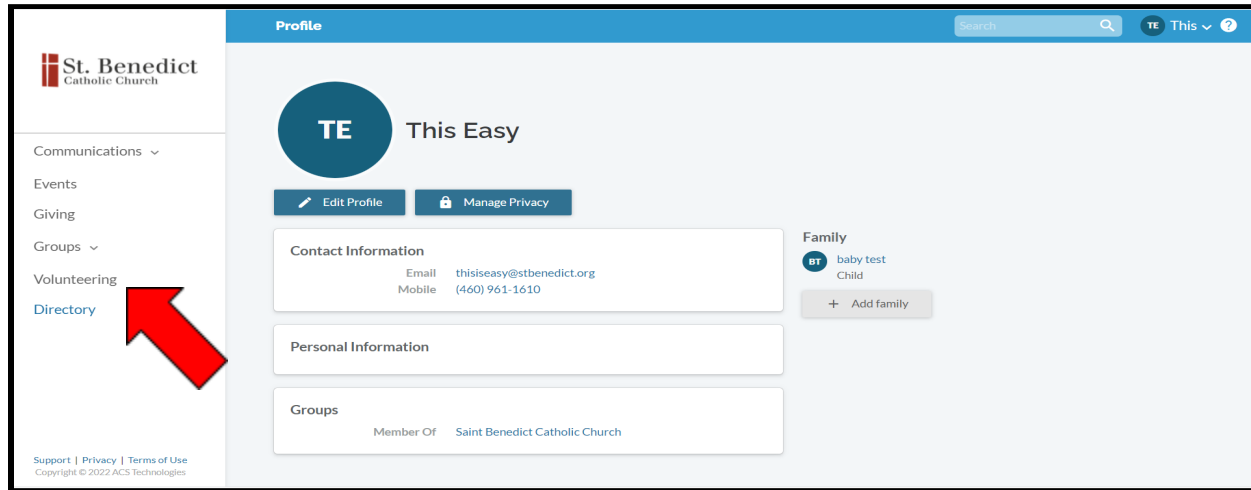 St. Benedict
Catholic Church
Communications
Events
Giving
Groups
Volunteering
Directory
Support | Privacy | Terms of Use
Copyright © 2022 ACS Technologies
Profile
Search
TE This
?
TE This Easy
Edit Profile Manage Privacy
Contact Information
Email thisiseasy@stbenedict.org
Mobile (460) 961-1610
Personal Information
Groups
Member Of Saint Benedict Catholic Church
Family
BT baby test
Child
+ Add family